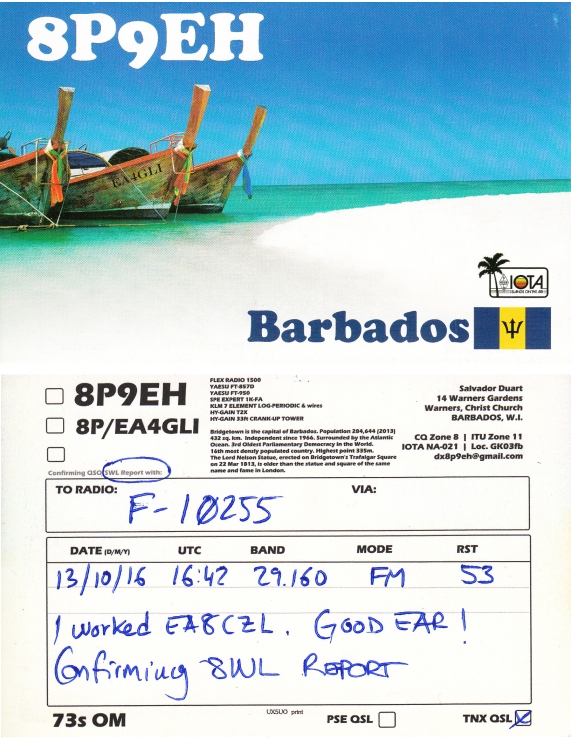 8P9EH
EA4GLI
IOTA
ISLANDS ON THE AIR
Barbados
8P9EH
8P/EA4GLI
FLEX RADIO 1500
YAESU FT-857D
YAESU FT-950
SPE EXPERT 1K-FA
KLM 7 ELEMENT LOG-PERIODIC & wires
HY-GAIN T2X
HY-GAIN 33ft CRANK-UP TOWER
Bridgetown is the capital of Barbados. Population 284,644 (2013)
432 sq. km. Independent since 1966. Surrounded by the Atlantic
Ocean. 3rd Oldest Parliamentary Democracy in the World.
16th most denely populated country. Highest point 335m.
The Lord Nelson Statue, erected on Bridgetown's Trafalgar Square
on 22 Mar 1813, is older than the statue and square of the same
name and fame in London.
Salvador Duart
14 Warners Gardens
Warners, Christ Church
BARBADOS, W.I.
CQ Zone 8 | ITU Zone 11
IOTA NA-021 | Loc. GK03fb
dx8p9eh@gmail.com
Confirming QSO/SWL Report with:
TO RADIO: VIA:
F-10255
DATE (D/M/Y) UTC BAND MODE RST
13/10/16 16:42 29.160 FM 53
I worked EA8CZL. GOOD EAR!
Confirming SWL REPORT
73s OM
UX5UO print
PSE QSL
TNX QSL